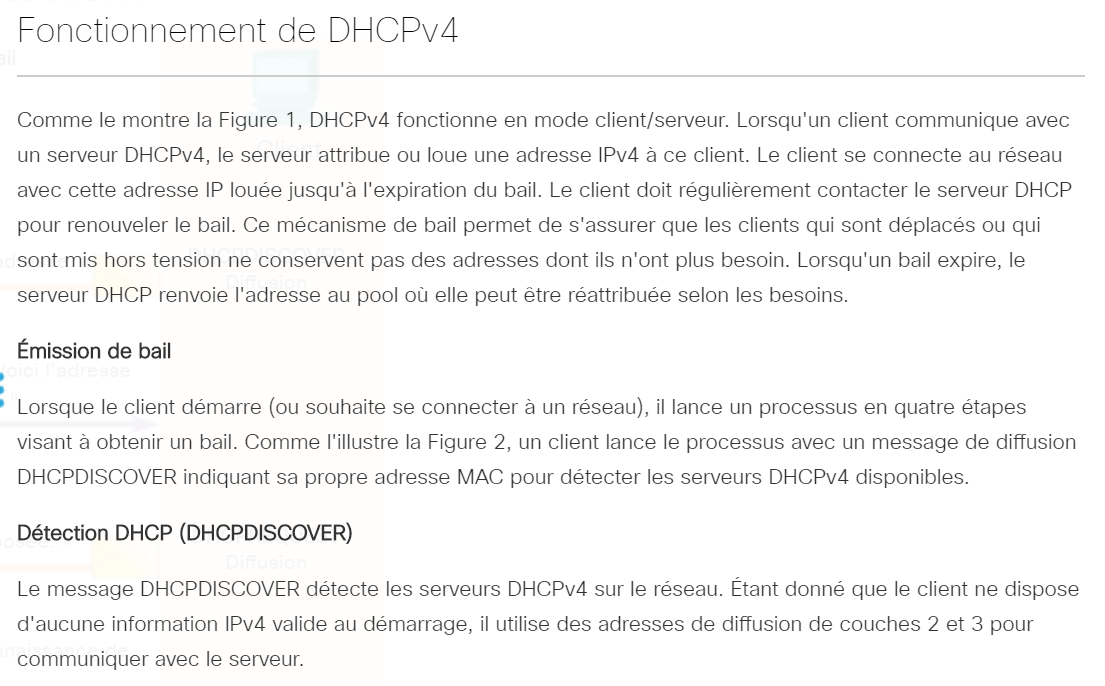 Fonctionnement de DHCPv4
Comme le montre la Figure 1, DHCPv4 fonctionne en mode client/serveur. Lorsqu'un client communique avec
un serveur DHCPv4, le serveur attribue ou loue une adresse IPv4 à ce client. Le client se connecte au réseau
avec cette adresse IP louée jusqu'à l'expiration du bail. Le client doit régulièrement contacter le serveur DHCP
pour renouveler le bail. Ce mécanisme de bail permet de s'assurer que les clients qui sont déplacés ou qui
sont mis hors tension ne conservent pas des adresses dont ils n'ont plus besoin. Lorsqu'un bail expire, le
serveur DHCP renvoie l'adresse au pool où elle peut être réattribuée selon les besoins.
Émission de bail
Lorsque le client démarre (ou souhaite se connecter à un réseau), il lance un processus en quatre étapes
visant à obtenir un bail. Comme l'illustre la Figure 2, un client lance le processus avec un message de diffusion
DHCPDISCOVER indiquant sa propre adresse MAC pour détecter les serveurs DHCPv4 disponibles.
Détection DHCP (DHCPDISCOVER)
Diffusion
Le message DHCPDISCOVER détecte les serveurs DHCPv4 sur le réseau. Étant donné que le client ne dispose
d'aucune information IPv4 valide au démarrage, il utilise des adresses de diffusion de couches 2 et 3 pour
communiquer avec le serveur.